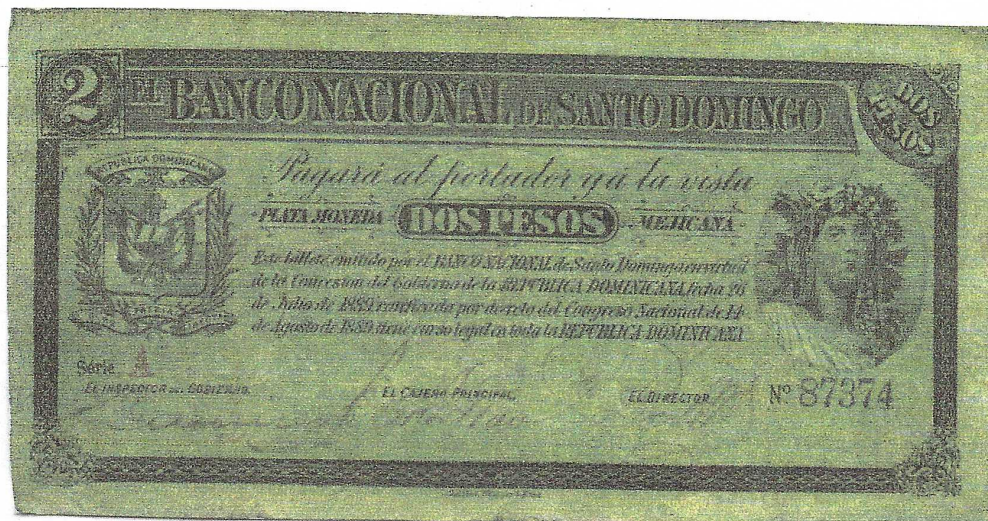 2
EL BANCO NACIONAL DE SANTO DOMINGO
DOS PESOS
REPUBLICA DOMINICANA
Pagará al portador y á la vista
PLATA MONEDA DOS PESOS MEJICANA
Este billete, emitido por el BANCO NACIONAL de Santo Domingo en virtud
de la Concesion del Gobierno de la REPUBLICA DOMINICANA, fecha 26
de Julio de 1889 ratificada por decreto del Congreso Nacional de 14
de Agosto de 1889 tiene curso legal en toda la REPUBLICA DOMINICANA
PATRIA
Série A
EL INSPECTOR DEL GOBIERNO.
EL CAJERO PRINCIPAL,
EL DIRECTOR
Nº 87374